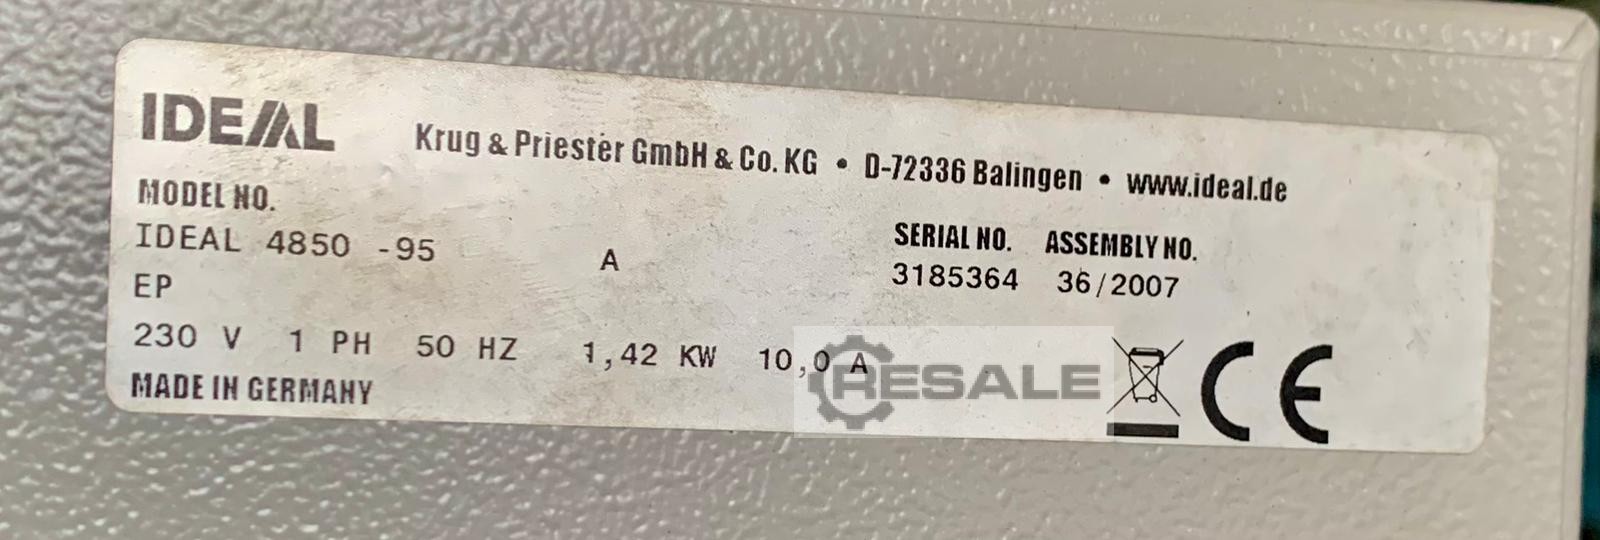 IDEAL
Krug & Priester GmbH & Co. KG • D-72336 Balingen • www.ideal.de
MODEL NO.
IDEAL 4850 -95 A
EP
SERIAL NO. ASSEMBLY NO.
3185364 36/2007
230 V 1 PH 50 HZ 1,42 KW 10,0 A
MADE IN GERMANY
RESALE
CE